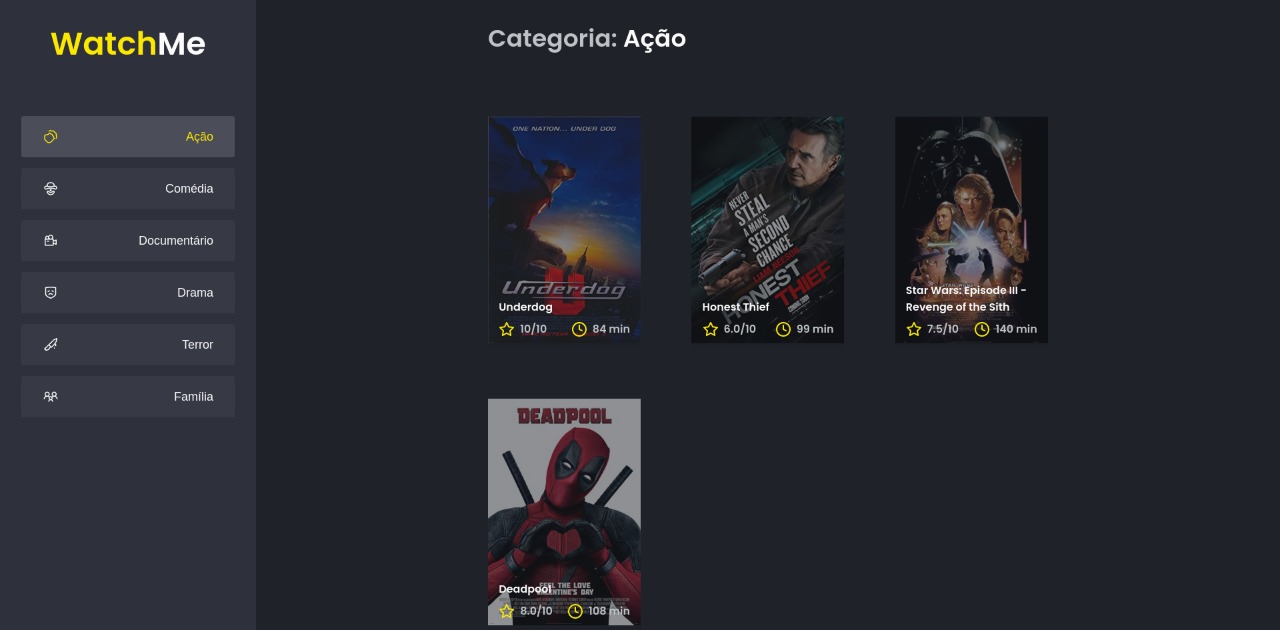 WatchMe
Categoria: Ação
Ação
Comédia
Documentário
Drama
Terror
Família
ONE NATION... UNDER DOG
Underdog
Underdog
10/10
84 min
NEVER
STEAL
A MAN'S
SECOND
CHANCE
LIAM NEESON
HONEST
THIEF
Honest Thief
6.0/10
99 min
Star Wars: Episode III -
Revenge of the Sith
7.5/10
140 min
DEADPOOL
FEEL THE LOVE
VALENTINE'S DAY
Deadpool
8.0/10
108 min